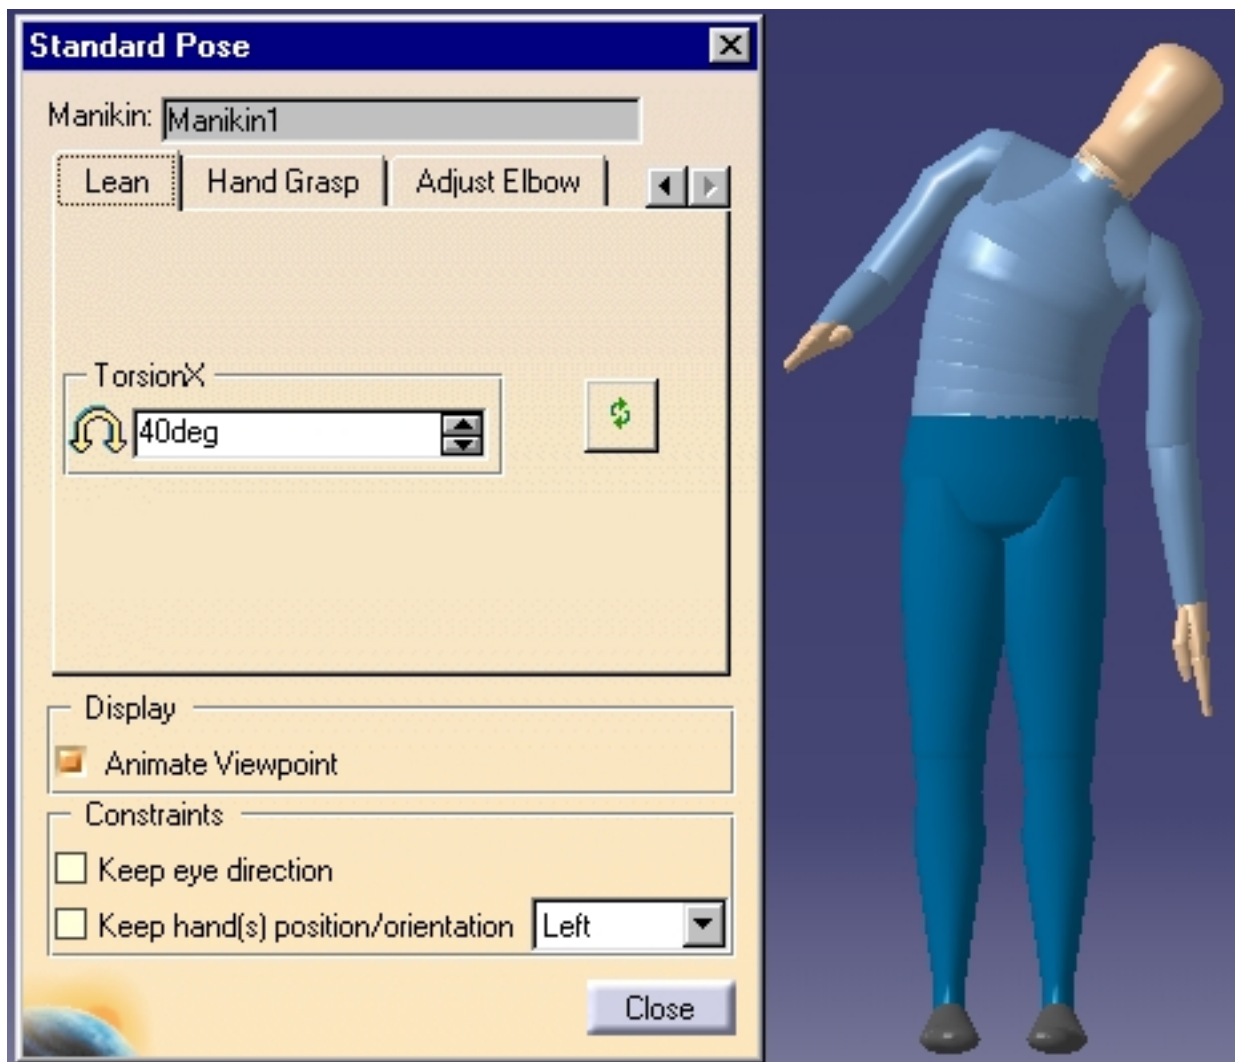 Standard Pose
Manikin: Manikin1
Lean Hand Grasp Adjust Elbow
TorsionX
40deg
Display
Animate Viewpoint
Constraints
Keep eye direction
Keep hand(s) position/orientation Left
Close